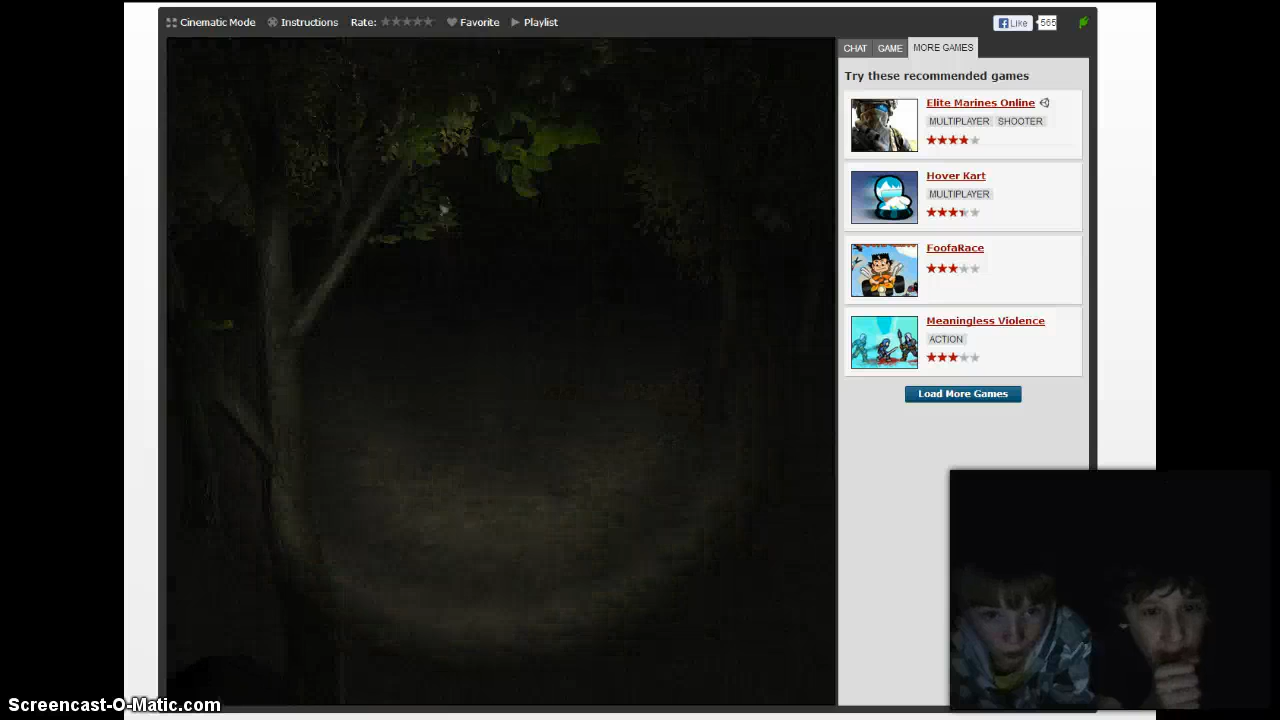 Cinematic Mode Instructions Rate: Favorite Playlist Like 565
CHAT GAME MORE GAMES
Try these recommended games
Elite Marines Online
MULTIPLAYER SHOOTER
Hover Kart
MULTIPLAYER
FoofaRace
Meaningless Violence
ACTION
Load More Games
Screencast-O-Matic.com